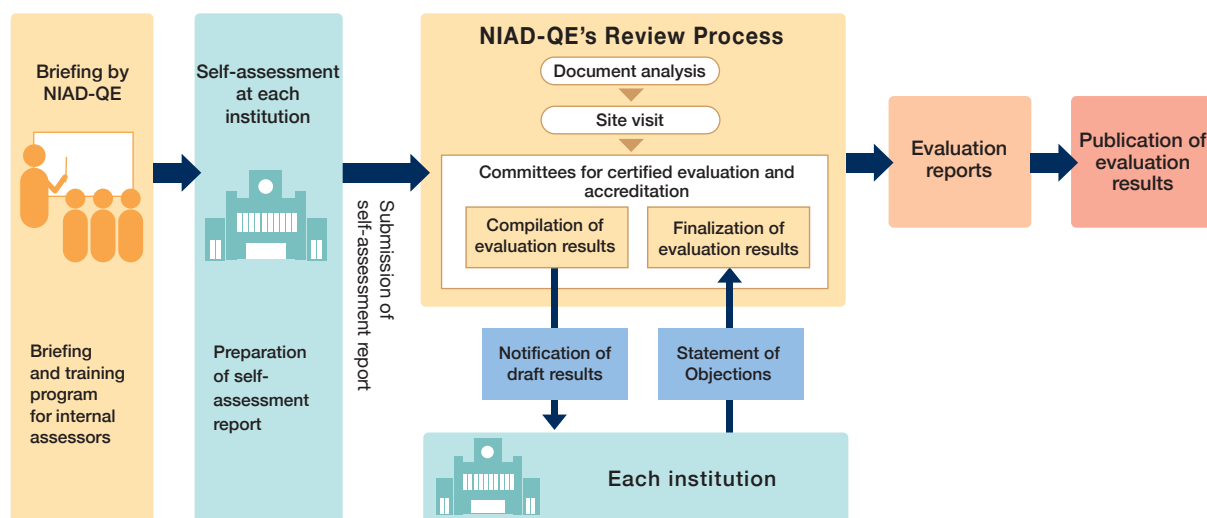 Briefing by
NIAD-QE
Briefing
and training
program
for internal
assessors
Self-assessment
at each
institution
Preparation
of self-
assessment
report
Submission of
self-assessment report
NIAD-QE's Review Process
Document analysis
Site visit
Committees for certified evaluation and
accreditation
Compilation of
evaluation results
Finalization of
evaluation results
Notification of
draft results
Statement of
Objections
Each institution
Evaluation
reports
Publication of
evaluation
results